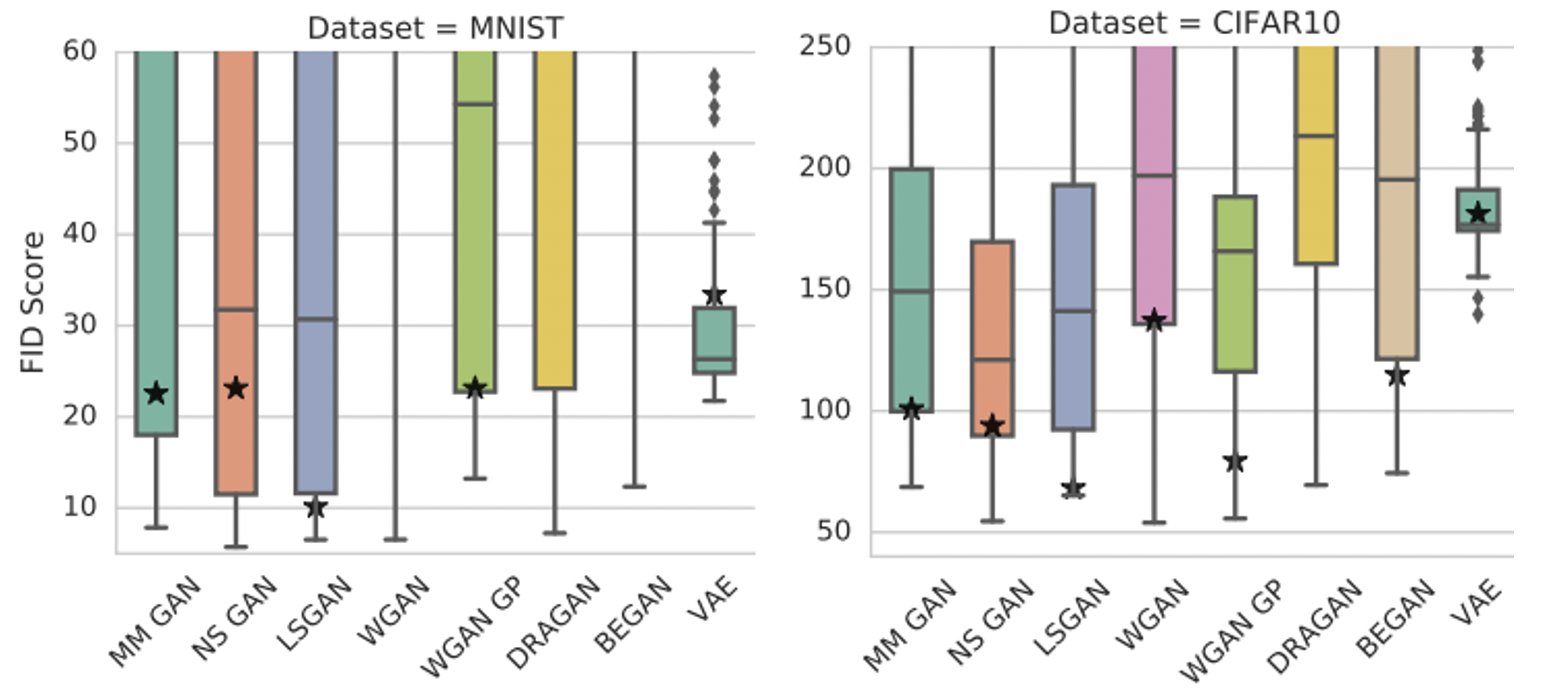 Dataset = MNIST
FID Score
60
50
40
30
20
10
MM GAN
NS GAN
LSGAN
WGAN
WGAN GP
DRAGAN
BEGAN
VAE
Dataset = CIFAR10
250
200
150
100
50
MM GAN
NS GAN
LSGAN
WGAN
WGAN GP
DRAGAN
BEGAN
VAE